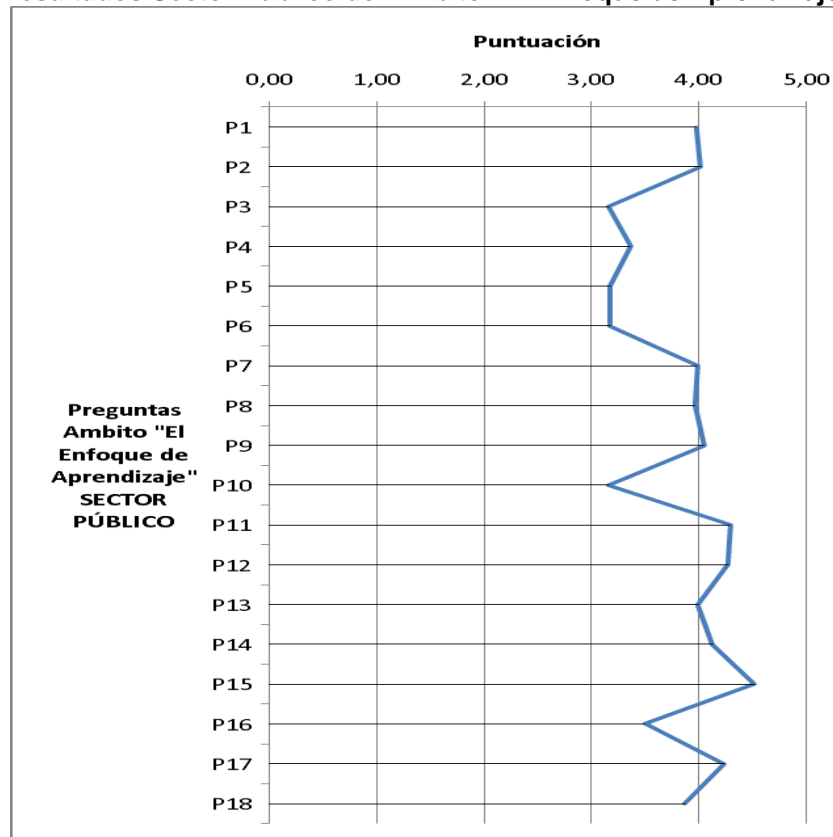 Puntuación
0,00 1,00 2,00 3,00 4,00 5,00
P1
P2
P3
P4
P5
P6
P7
P8
P9
P10
P11
P12
P13
P14
P15
P16
P17
P18
Preguntas
Ambito "El
Enfoque de
Aprendizaje"
SECTOR
PÚBLICO